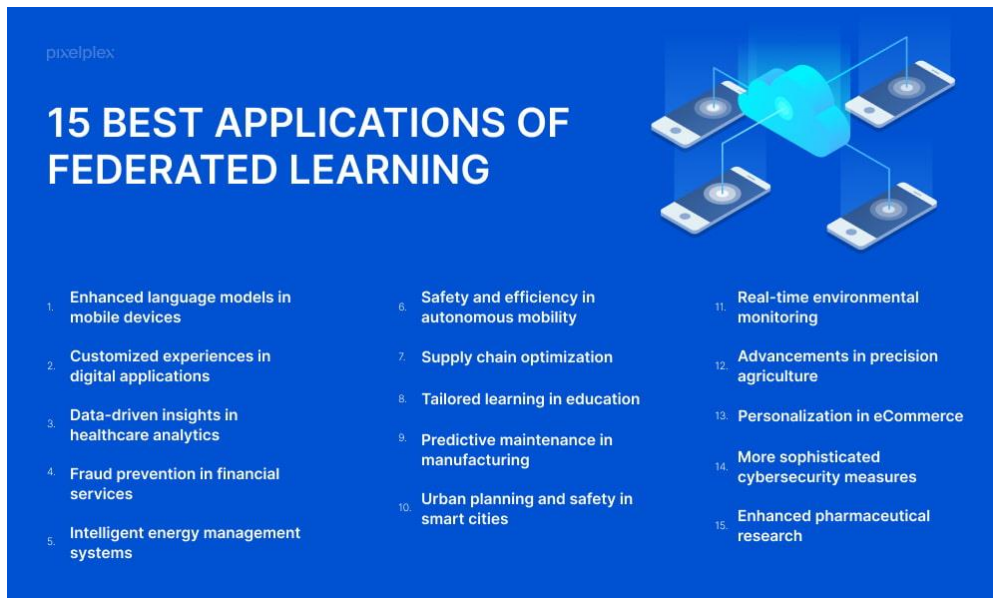 pixelplex
15 BEST APPLICATIONS OF
FEDERATED LEARNING
1. Enhanced language models in
mobile devices
2. Customized experiences in
digital applications
3. Data-driven insights in
healthcare analytics
4. Fraud prevention in financial
services
5. Intelligent energy management
systems
6. Safety and efficiency in
autonomous mobility
7. Supply chain optimization
8. Tailored learning in education
9. Predictive maintenance in
manufacturing
10. Urban planning and safety in
smart cities
11. Real-time environmental
monitoring
12. Advancements in precision
agriculture
13. Personalization in eCommerce
14. More sophisticated
cybersecurity measures
15. Enhanced pharmaceutical
research